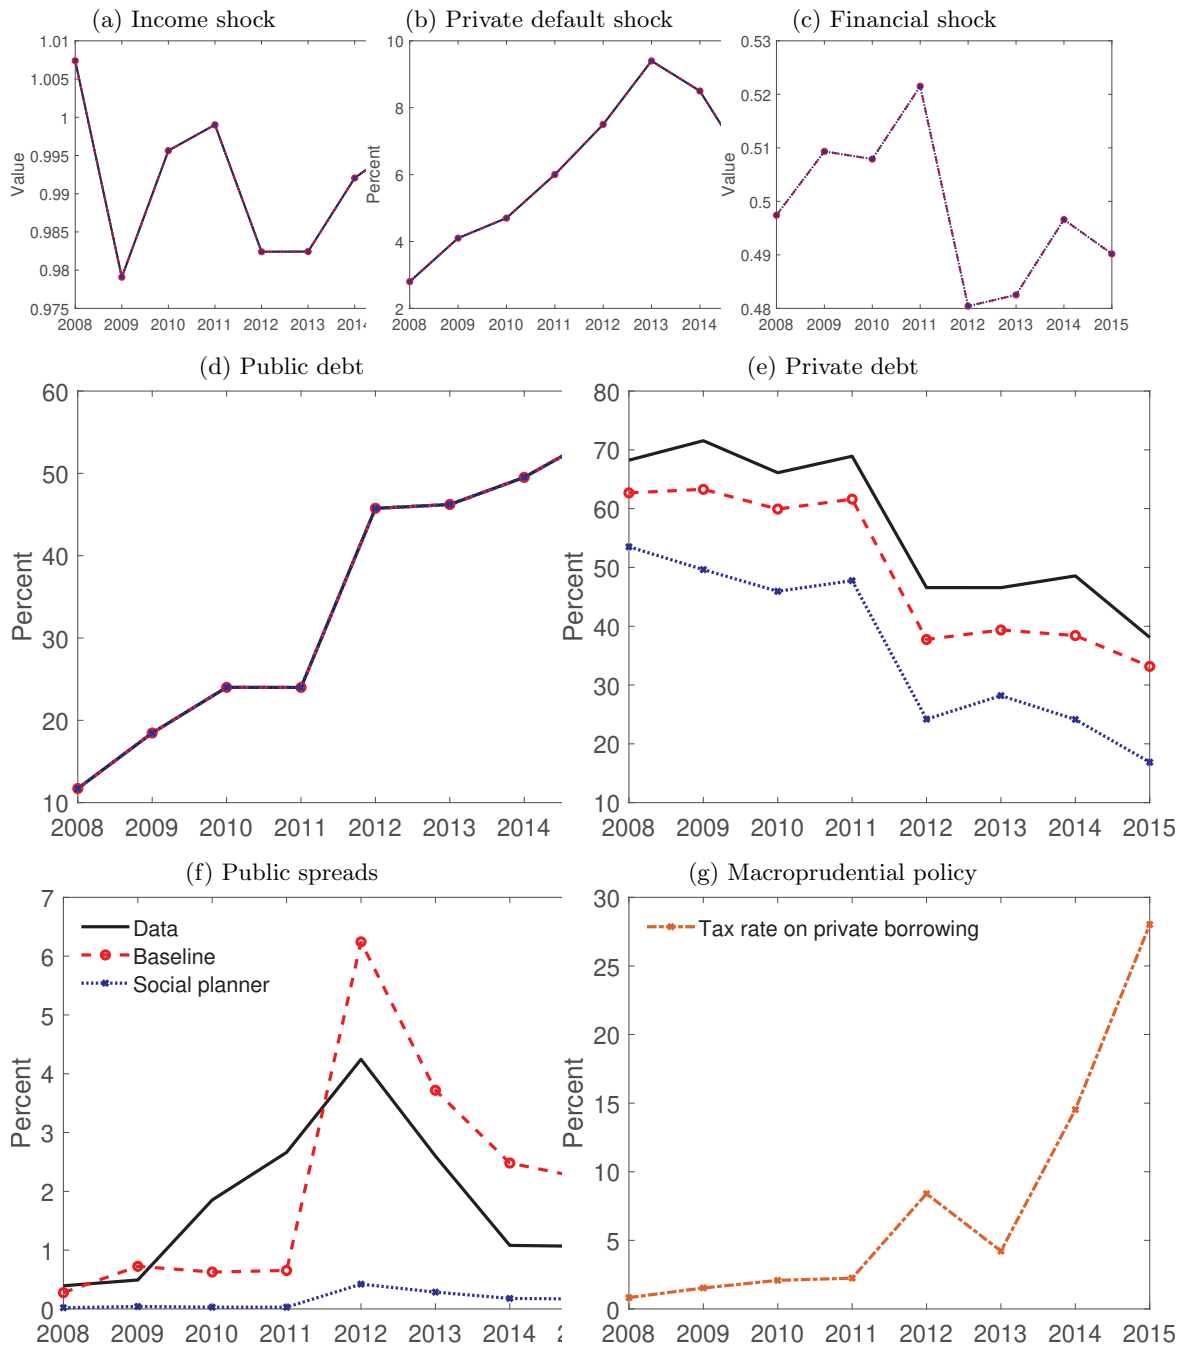 (a) Income shock
(b) Private default shock
(c) Financial shock
1.01
1.005
1
0.995
0.99
0.985
0.98
0.975
Value
2008 2009 2010 2011 2012 2013 2014
10
8
6
4
2
Percent
2008 2009 2010 2011 2012 2013 2014
0.53
0.52
0.51
0.5
0.49
0.48
Value
2008 2009 2010 2011 2012 2013 2014 2015
(d) Public debt
(e) Private debt
60
50
40
30
20
10
Percent
2008 2009 2010 2011 2012 2013 2014
80
70
60
50
40
30
20
10
Percent
2008 2009 2010 2011 2012 2013 2014 2015
(f) Public spreads
(g) Macroprudential policy
7
6
5
4
3
2
1
0
Percent
Data
Baseline
Social planner
2008 2009 2010 2011 2012 2013 2014
30
25
20
15
10
5
0
Percent
Tax rate on private borrowing
2008 2009 2010 2011 2012 2013 2014 2015